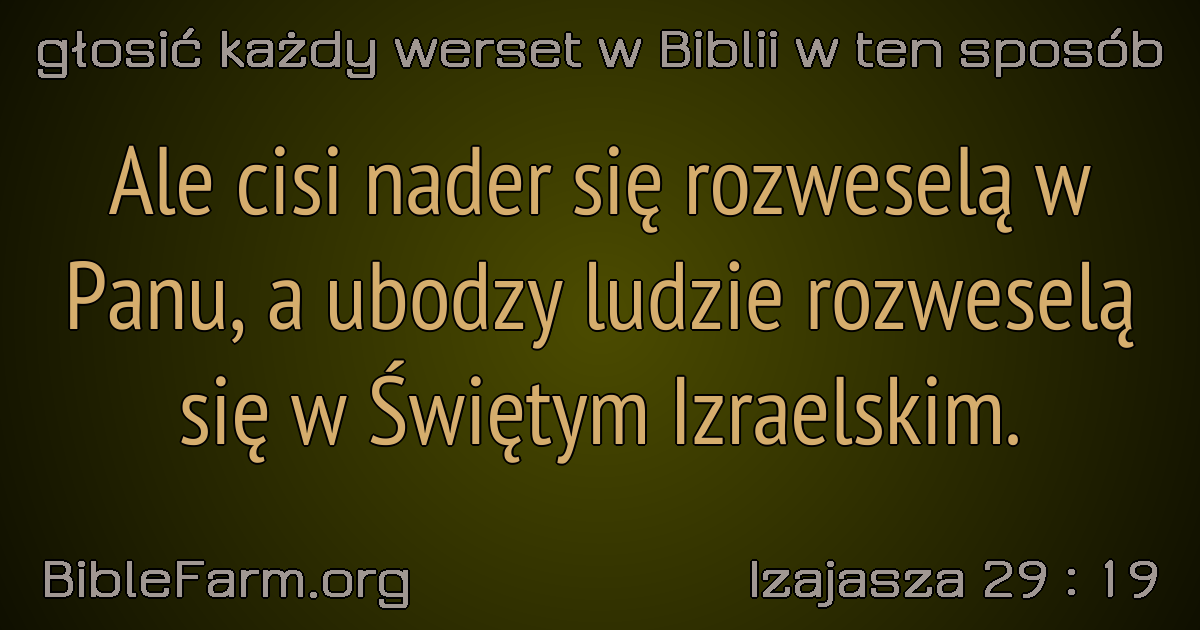 głosić każdy werset w Biblii w ten sposób
Ale cisi nader się rozweselą w
Panu, a ubodzy ludzie rozweselą
się w Świętym Izraelskim.
BibleFarm.org
Izajasza 29 : 19